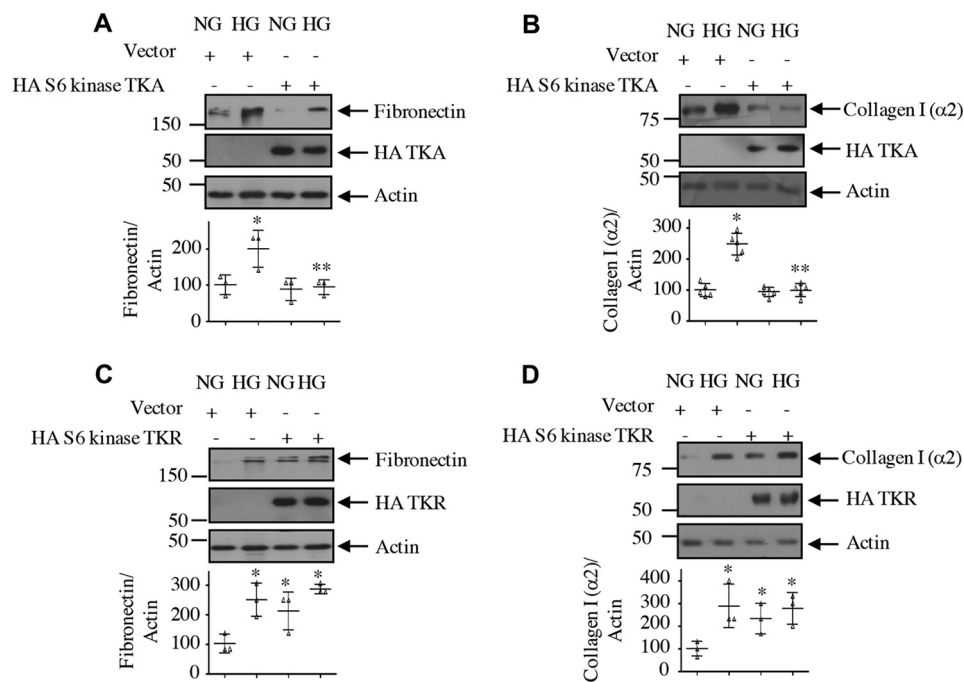 A
NG HG NG HG
Vector + + - -
HA S6 kinase TKA - - + +
Fibronectin
150
HA TKA
50
50
Actin
Fibronectin/
Actin
200
100
0
*
**
B
NG HG NG HG
Vector + + - -
HA S6 kinase TKA - - + +
Collagen I (α2)
75
HA TKA
50
50
Actin
Collagen I (α2)/
Actin
300
200
100
0
*
**
C
NG HG NG HG
Vector + + - -
HA S6 kinase TKR - - + +
Fibronectin
150
HA TKR
50
50
Actin
Fibronectin/
Actin
300
200
100
0
* * *
D
NG HG NG HG
Vector + + - -
HA S6 kinase TKR - - + +
Collagen I (α2)
75
HA TKR
50
50
Actin
Collagen I (α2)/
Actin
400
300
200
100
0
* * *